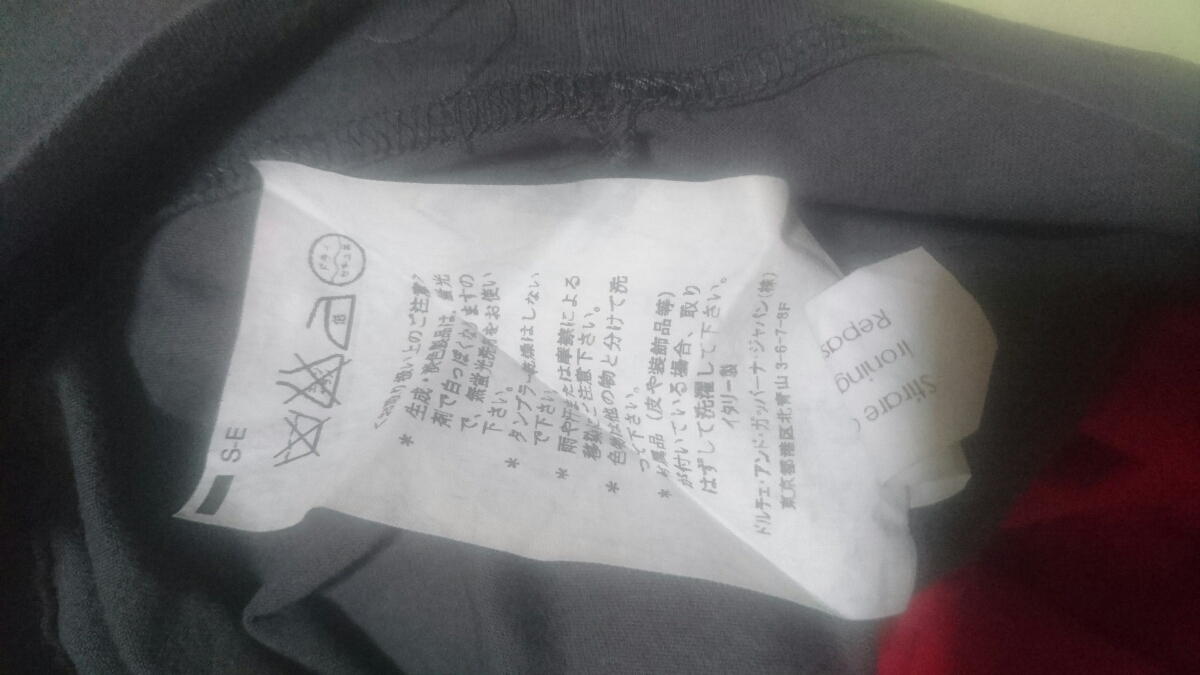 S-E
ドライ
セキユ系
低
〈お取り扱い上のご注意〉
* 生成・淡色製品は、蛍光
剤で白っぽくなりますの
で、無蛍光洗剤をお使い
下さい。
* タンブラー乾燥はしない
で下さい。
* 雨や汗または摩擦による
移染にご注意下さい。
* 色物は他の物と分けて洗
って下さい。
* 付属品（皮や装飾品等）
が付いている場合、取り
はずして洗濯して下さい。
イタリー製
ドルチェ・アンド・ガッバーナ・ジャパン(株)
東京都港区北青山3-6-7-8F
Stirare
Ironing
Repas